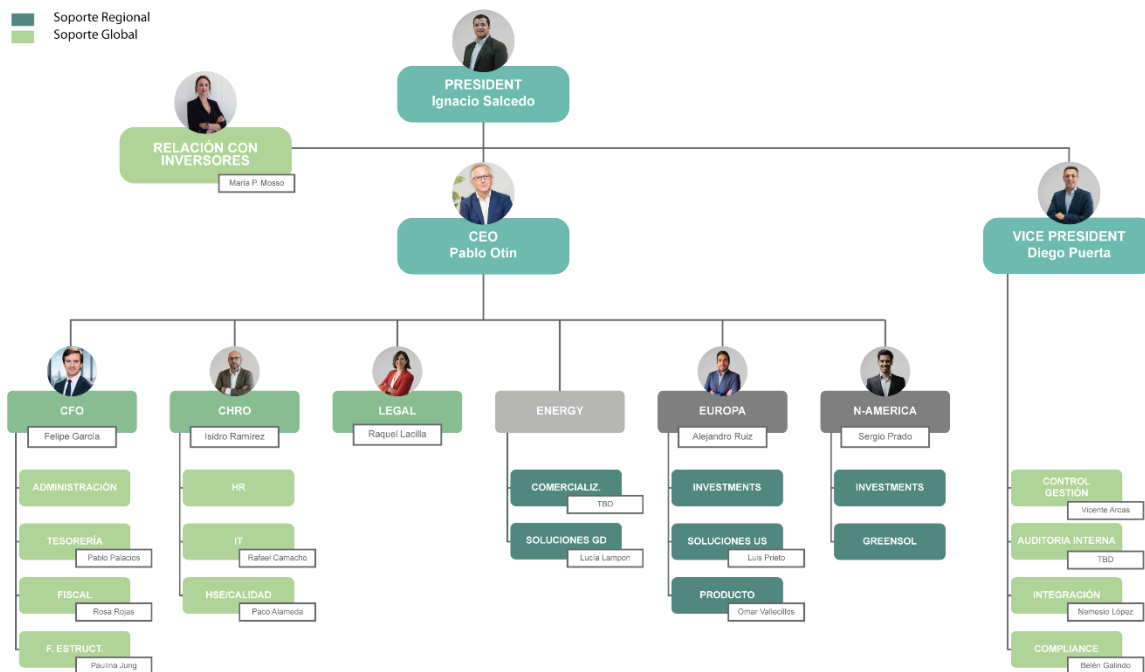 Soporte Regional
Soporte Global
PRESIDENT
Ignacio Salcedo
RELACIÓN CON
INVERSORES
María P. Mosso
CEO
Pablo Otín
VICE PRESIDENT
Diego Puerta
CFO
Felipe García
CHRO
Isidro Ramírez
LEGAL
Raquel Lacilla
ENERGY
EUROPA
Alejandro Ruiz
N-AMERICA
Sergio Prado
ADMINISTRACIÓN
TESORERÍA
Pablo Palacios
FISCAL
Rosa Rojas
F. ESTRUCT.
Paulina Jung
HR
IT
Rafael Camacho
HSE/CALIDAD
Paco Alameda
COMERCIALIZ.
TBD
SOLUCIONES GD
Lucía Lampon
INVESTMENTS
SOLUCIONES US
Luis Prieto
PRODUCTO
Omar Vallecillos
INVESTMENTS
GREENSOL
CONTROL
GESTIÓN
Vicente Arcas
AUDITORIA INTERNA
TBD
INTEGRACIÓN
Nemesio López
COMPLIANCE
Belén Galindo